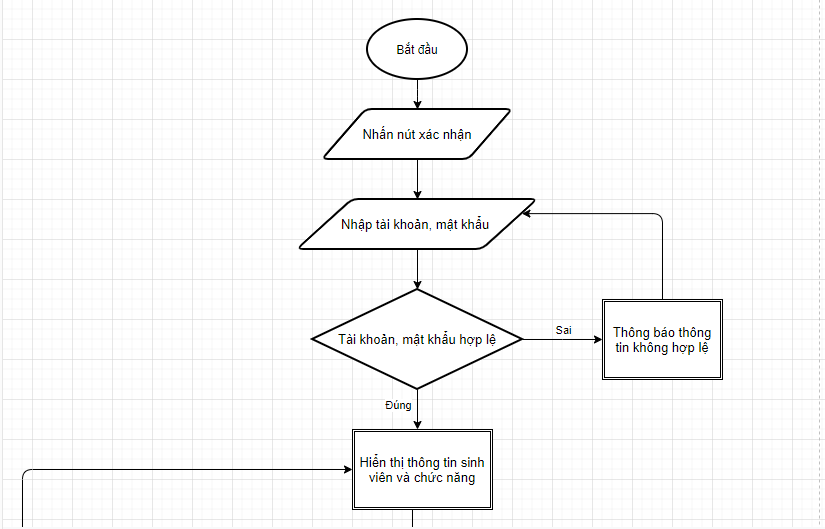 Bắt đầu
Nhấn nút xác nhận
Nhập tài khoản, mật khẩu
Tài khoản, mật khẩu hợp lệ
Sai
Thông báo thông
tin không hợp lệ
Đúng
Hiển thị thông tin sinh
viên và chức năng